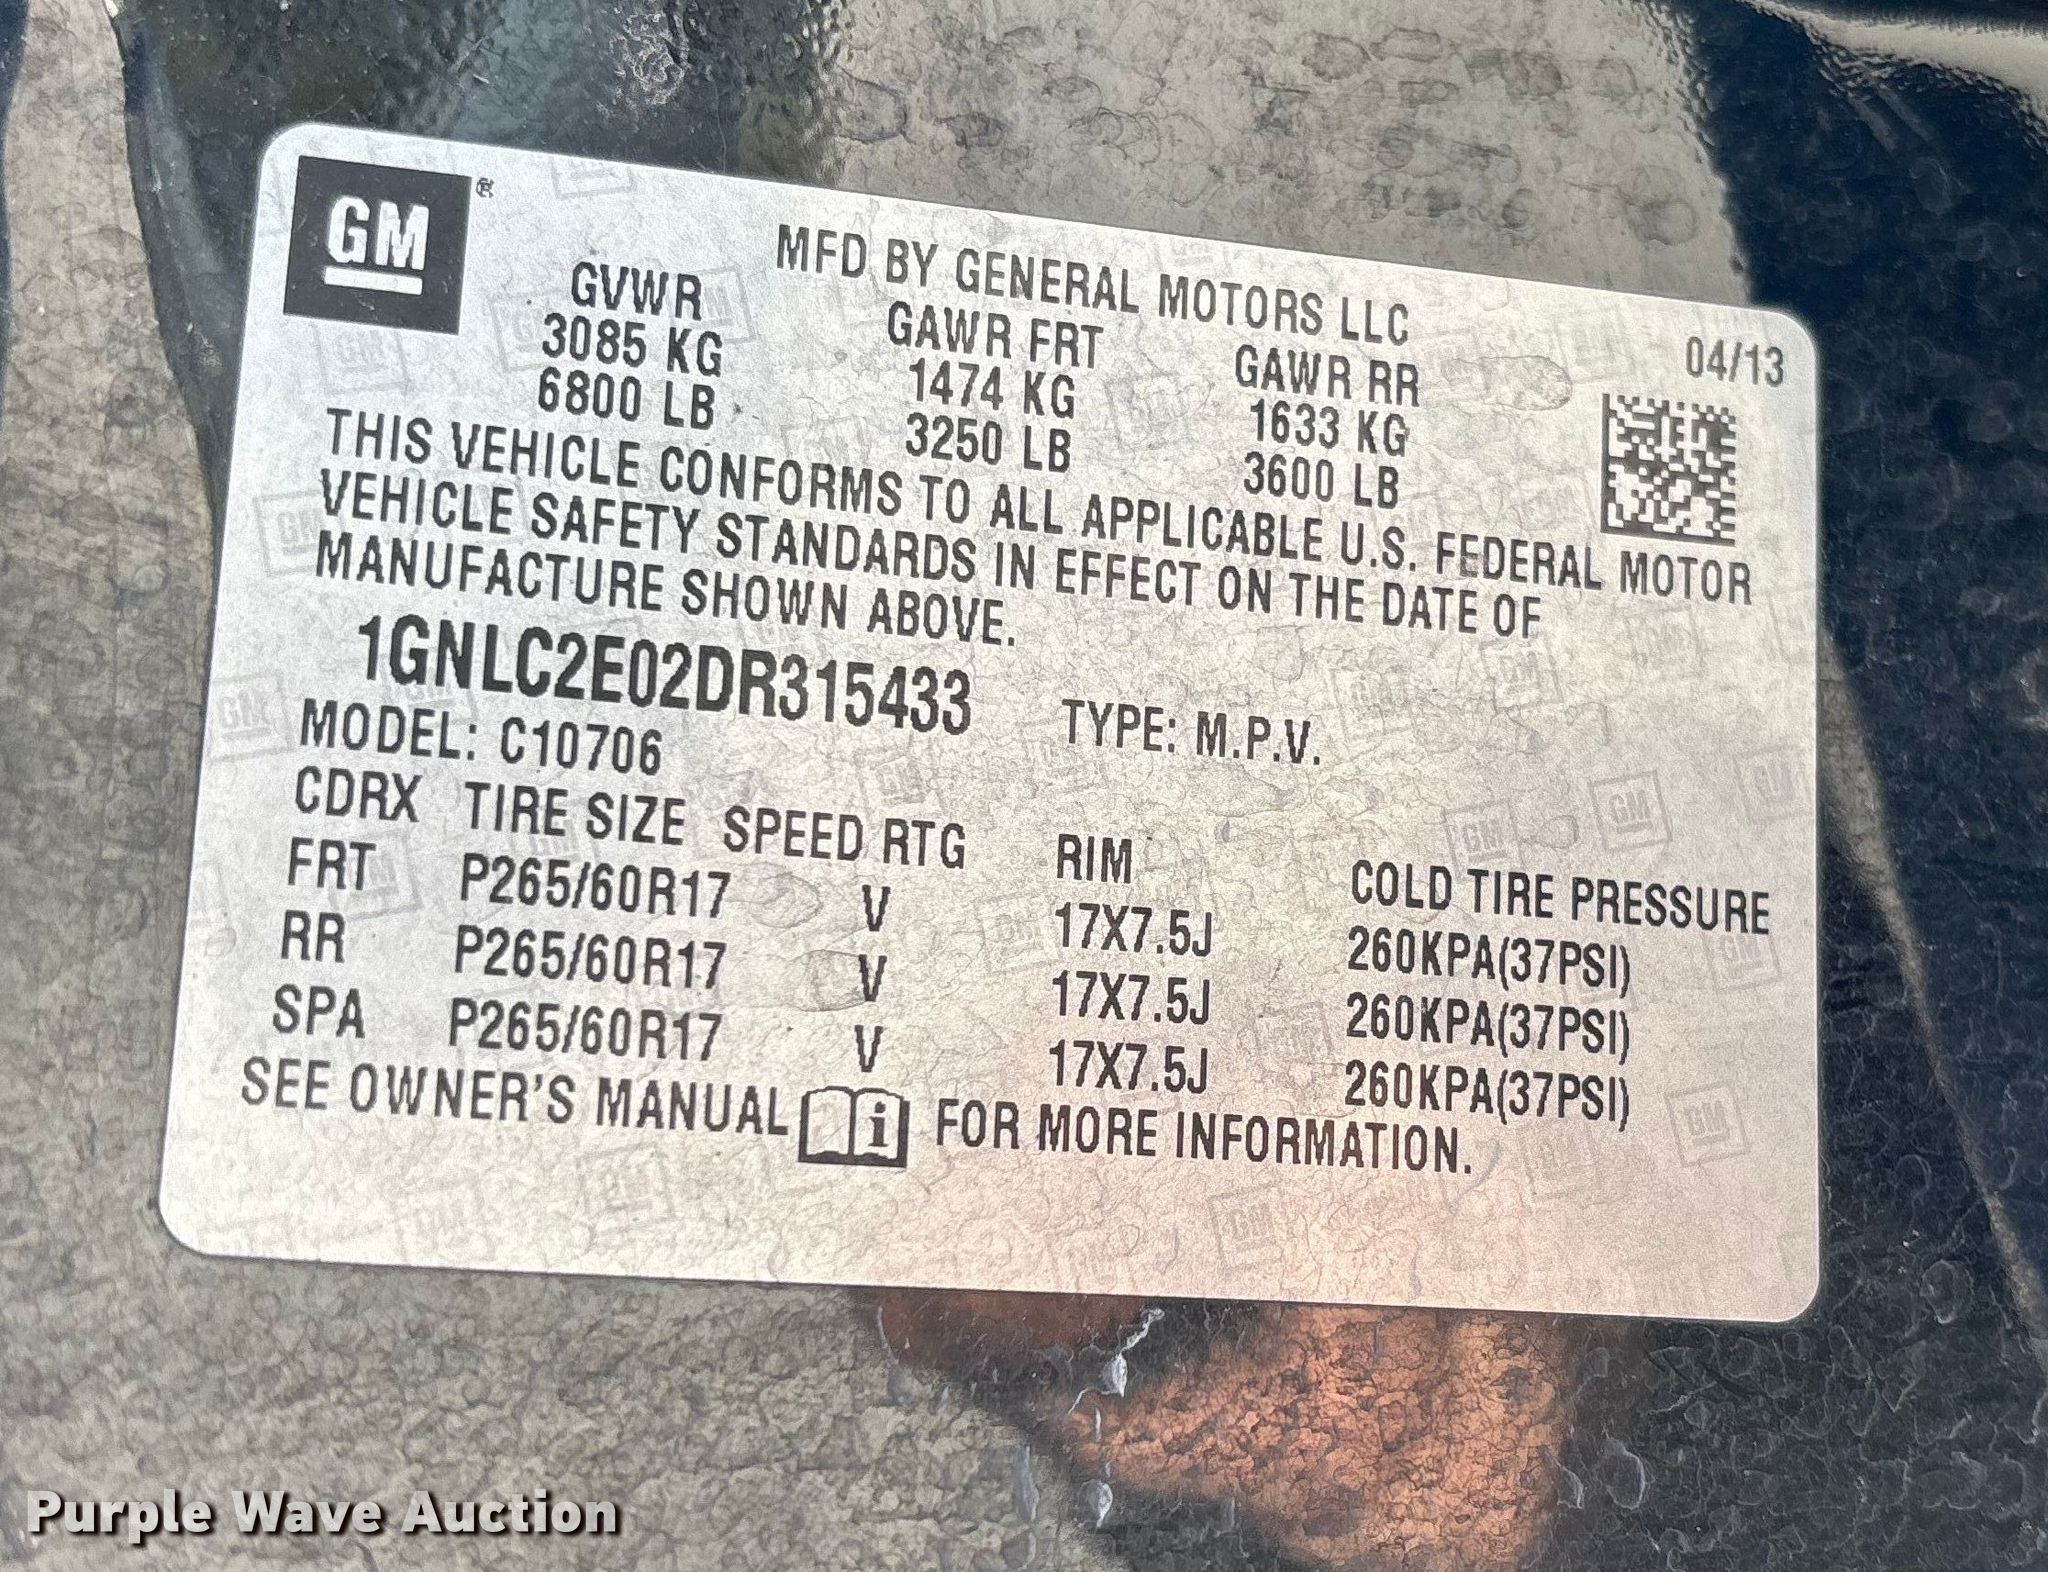 GM ®
MFD BY GENERAL MOTORS LLC
04/13
GVWR GAWR FRT GAWR RR
3085 KG 1474 KG 1633 KG
6800 LB 3250 LB 3600 LB
THIS VEHICLE CONFORMS TO ALL APPLICABLE U.S. FEDERAL MOTOR
VEHICLE SAFETY STANDARDS IN EFFECT ON THE DATE OF
MANUFACTURE SHOWN ABOVE.
1GNLC2E02DR315433 TYPE: M.P.V.
MODEL: C10706
CDRX TIRE SIZE SPEED RTG RIM COLD TIRE PRESSURE
FRT P265/60R17 V 17X7.5J 260KPA(37PSI)
RR P265/60R17 V 17X7.5J 260KPA(37PSI)
SPA P265/60R17 V 17X7.5J 260KPA(37PSI)
SEE OWNER'S MANUAL i FOR MORE INFORMATION.
Purple Wave Auction